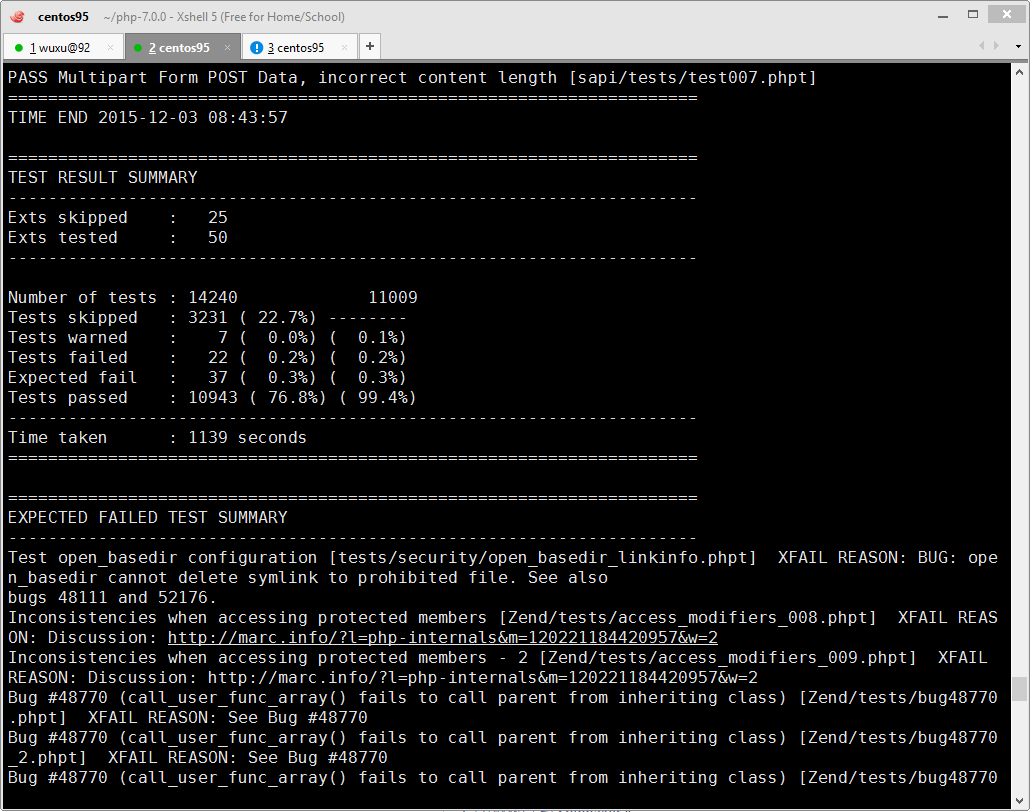 centos95 ~/php-7.0.0 - Xshell 5 (Free for Home/School)
1 wuxu@92 × 2 centos95 × 3 centos95 × +
PASS Multipart Form POST Data, incorrect content length [sapi/tests/test007.phpt]
=====================================================================
TIME END 2015-12-03 08:43:57
=====================================================================
TEST RESULT SUMMARY
---------------------------------------------------------------------
Exts skipped    :   25
Exts tested     :   50
---------------------------------------------------------------------
Number of tests : 14240             11009
Tests skipped   : 3231 ( 22.7%) --------
Tests warned    :    7 (  0.0%) (  0.1%)
Tests failed    :   22 (  0.2%) (  0.2%)
Expected fail   :   37 (  0.3%) (  0.3%)
Tests passed    : 10943 ( 76.8%) ( 99.4%)
---------------------------------------------------------------------
Time taken      : 1139 seconds
=====================================================================
=====================================================================
EXPECTED FAILED TEST SUMMARY
---------------------------------------------------------------------
Test open_basedir configuration [tests/security/open_basedir_linkinfo.phpt]  XFAIL REASON: BUG: ope
n_basedir cannot delete symlink to prohibited file. See also
bugs 48111 and 52176.
Inconsistencies when accessing protected members [Zend/tests/access_modifiers_008.phpt]  XFAIL REAS
ON: Discussion: http://marc.info/?l=php-internals&m=120221184420957&w=2
Inconsistencies when accessing protected members - 2 [Zend/tests/access_modifiers_009.phpt]  XFAIL
REASON: Discussion: http://marc.info/?l=php-internals&m=120221184420957&w=2
Bug #48770 (call_user_func_array() fails to call parent from inheriting class) [Zend/tests/bug48770
.phpt]  XFAIL REASON: See Bug #48770
Bug #48770 (call_user_func_array() fails to call parent from inheriting class) [Zend/tests/bug48770
_2.phpt]  XFAIL REASON: See Bug #48770
Bug #48770 (call_user_func_array() fails to call parent from inheriting class) [Zend/tests/bug48770